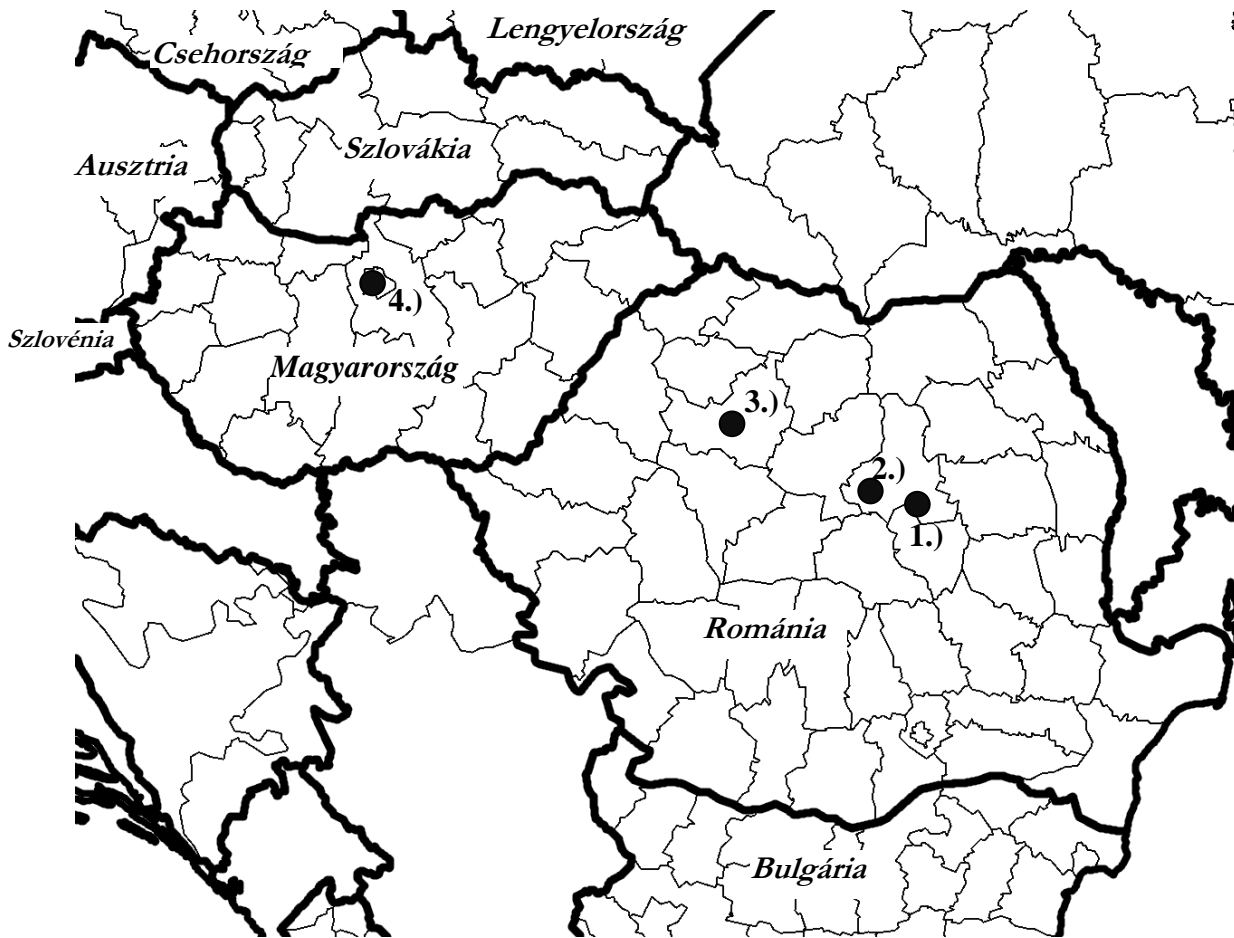 Lengyelország
Csehország
Szlovákia
Ausztria
4.)
Szlovénia
Magyarország
3.)
2.)
1.)
Románia
Bulgária